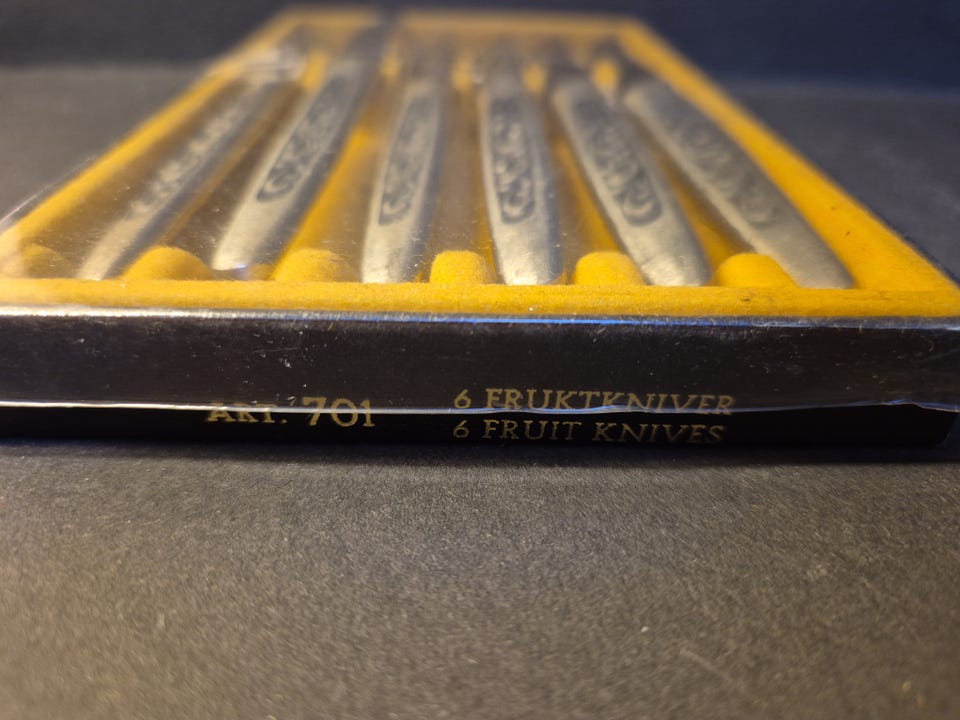 ART. 701
6 FRUKTKNIVER
6 FRUIT KNIVES